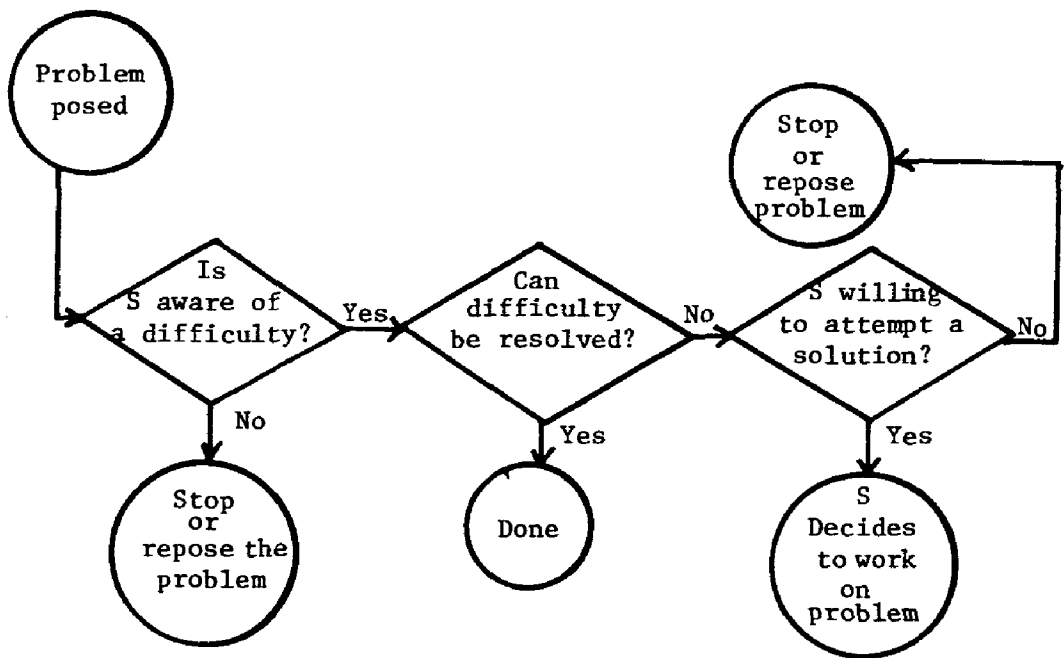 Problem
posed
Is
S aware of
a difficulty?
Yes
No
Stop
or
repose the
problem
Can
difficulty
be resolved?
No
Yes
Done
S willing
to attempt a
solution?
No
Stop
or
repose
problem
Yes
S
Decides
to work
on
problem